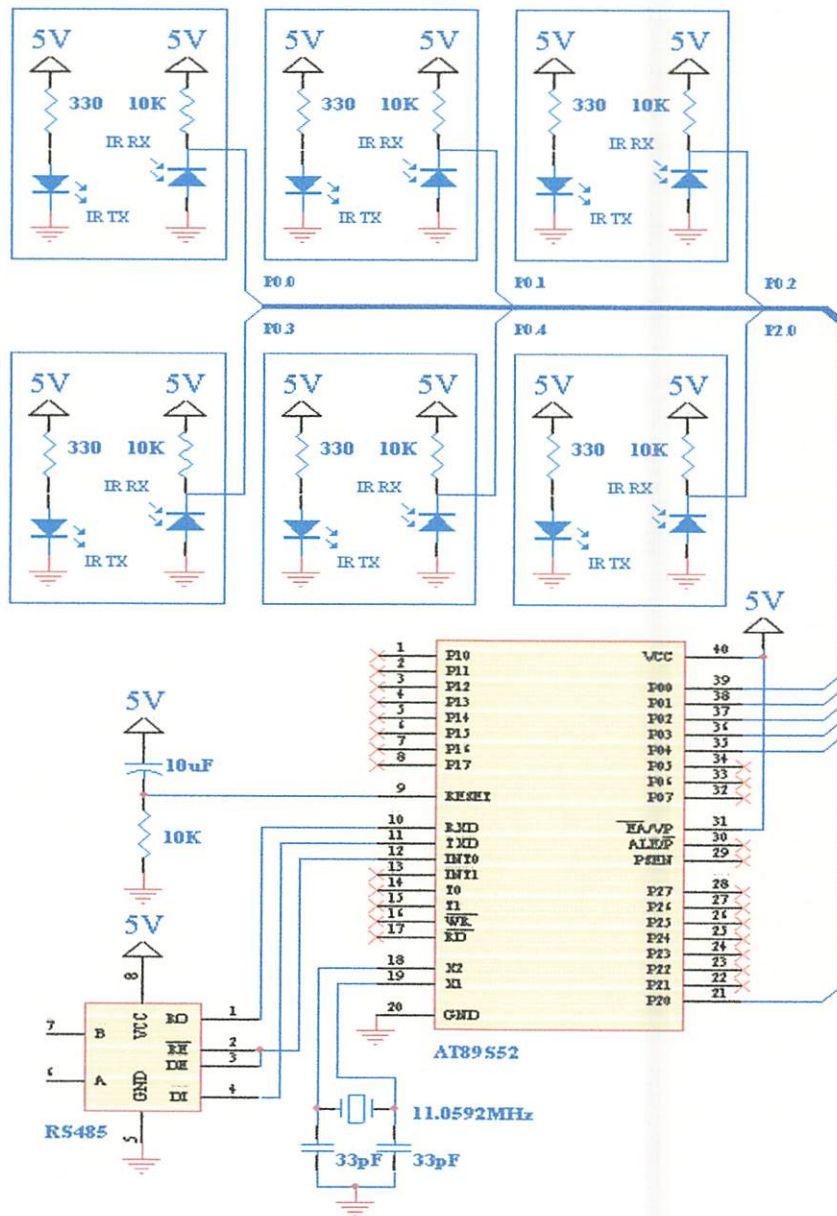 5V 5V 5V 5V 5V 5V
330 10K 330 10K 330 10K
IR RX IR RX IR RX
IR TX IR TX IR TX
P0.0 P0.1 P0.2
P0.3 P0.4 P2.0
5V 5V 5V 5V 5V 5V
330 10K 330 10K 330 10K
IR RX IR RX IR RX
IR TX IR TX IR TX
5V
1 P10 VCC 40
2 P11
3 P12 P00 39
4 P13 P01 38
5 P14 P02 37
6 P15 P03 36
7 P16 P04 35
8 P17 P05 34
P06 33
P07 32
5V
10uF
10K
9 RESET
10 RXD EA/VP 31
11 TXD ALE/P 30
12 INT0 PSEN 29
13 INT1
14 T0 P27 28
15 T1 P26 27
16 WR P25 26
17 RD P24 25
P23 24
18 X2 P22 23
19 X1 P21 22
P20 21
20 GND
AT89S52
5V
8
VCC RO 1
7 B RE 2
DE 3
6 A GND DI 4
5
RS485
11.0592MHz
33pF 33pF